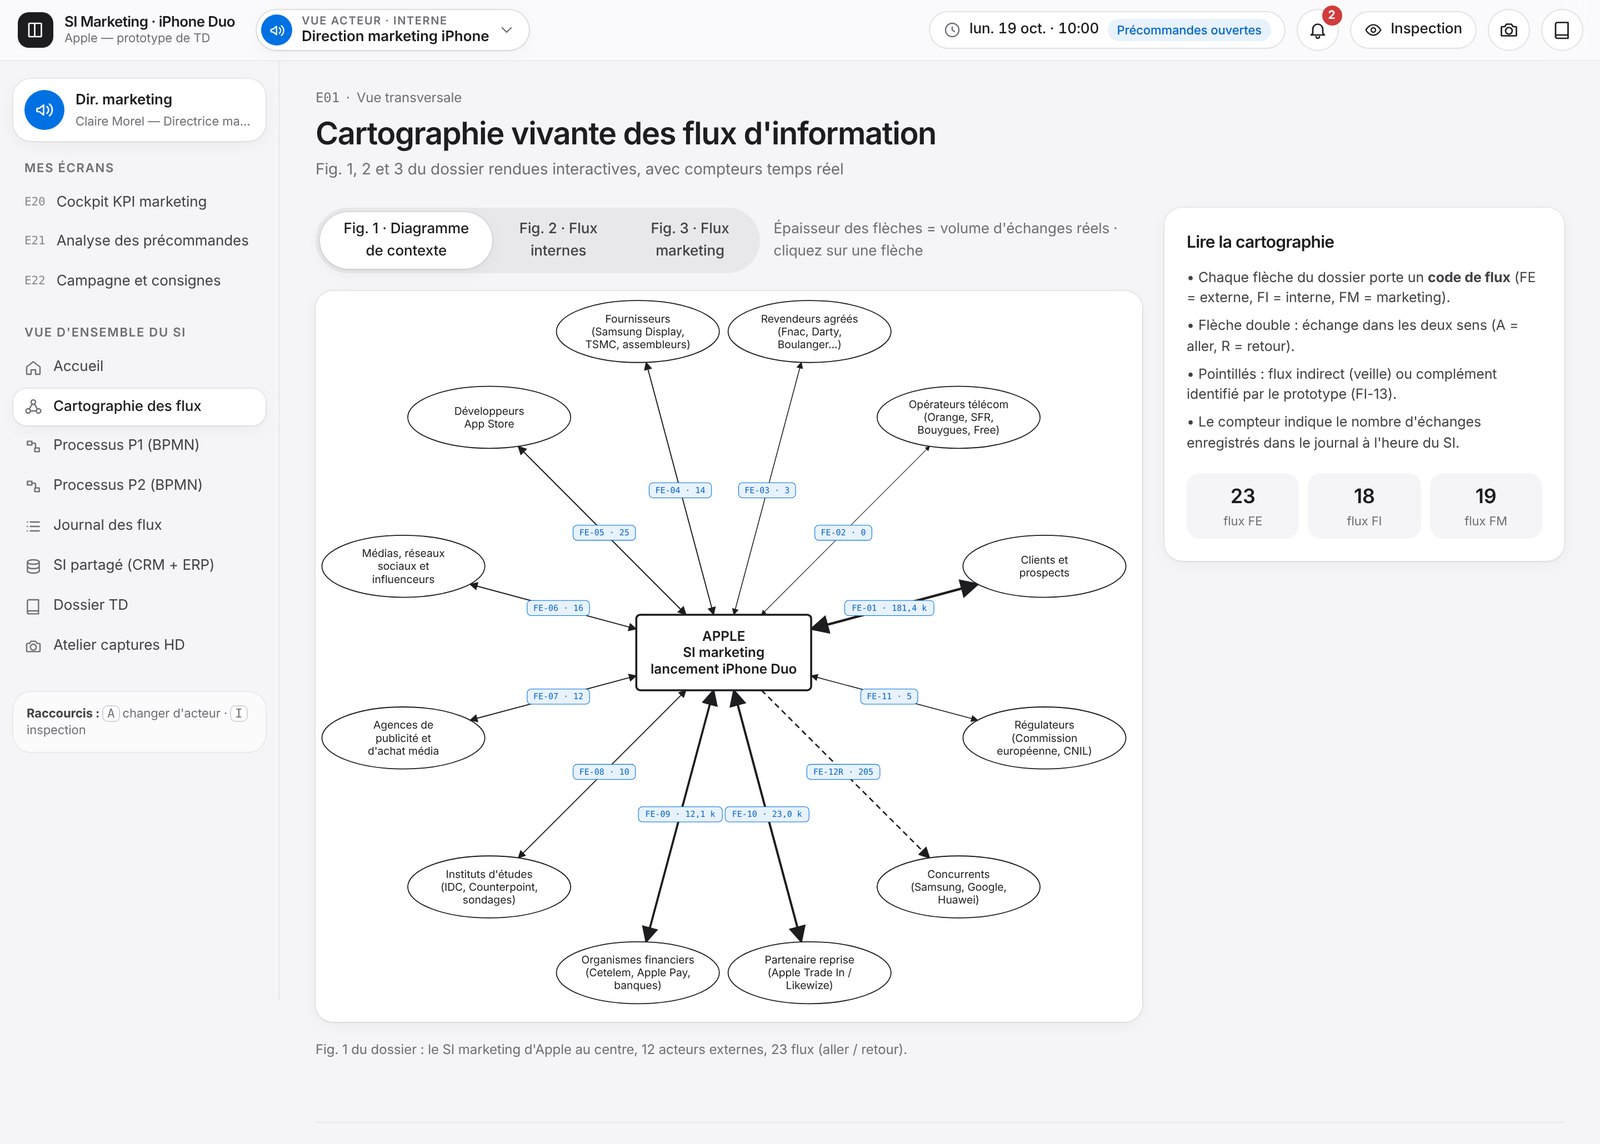 SI Marketing · iPhone Duo
Apple — prototype de TD
VUE ACTEUR · INTERNE
Direction marketing iPhone
lun. 19 oct. · 10:00
Précommandes ouvertes
2
Inspection
Dir. marketing
Claire Morel — Directrice ma...
MES ÉCRANS
E20 Cockpit KPI marketing
E21 Analyse des précommandes
E22 Campagne et consignes
VUE D'ENSEMBLE DU SI
Accueil
Cartographie des flux
Processus P1 (BPMN)
Processus P2 (BPMN)
Journal des flux
SI partagé (CRM + ERP)
Dossier TD
Atelier captures HD
Raccourcis : A changer d'acteur · I
inspection
E01 · Vue transversale
Cartographie vivante des flux d'information
Fig. 1, 2 et 3 du dossier rendues interactives, avec compteurs temps réel
Fig. 1 · Diagramme
de contexte
Fig. 2 · Flux
internes
Fig. 3 · Flux
marketing
Épaisseur des flèches = volume d'échanges réels ·
cliquez sur une flèche
Fournisseurs
(Samsung Display,
TSMC, assembleurs)
Revendeurs agréés
(Fnac, Darty,
Boulanger...)
Développeurs
App Store
Opérateurs télécom
(Orange, SFR,
Bouygues, Free)
FE-04 · 14
FE-03 · 3
FE-05 · 25
FE-02 · 0
Médias, réseaux
sociaux et
influenceurs
Clients et
prospects
FE-06 · 16
FE-01 · 181,4 k
APPLE
SI marketing
lancement iPhone Duo
FE-07 · 12
FE-11 · 5
Agences de
publicité et
d'achat média
Régulateurs
(Commission
européenne, CNIL)
FE-08 · 10
FE-12R · 205
FE-09 · 12,1 k
FE-10 · 23,0 k
Instituts d'études
(IDC, Counterpoint,
sondages)
Concurrents
(Samsung, Google,
Huawei)
Organismes financiers
(Cetelem, Apple Pay,
banques)
Partenaire reprise
(Apple Trade In /
Likewize)
Fig. 1 du dossier : le SI marketing d'Apple au centre, 12 acteurs externes, 23 flux (aller / retour).
Lire la cartographie
• Chaque flèche du dossier porte un code de flux (FE
= externe, FI = interne, FM = marketing).
• Flèche double : échange dans les deux sens (A =
aller, R = retour).
• Pointillés : flux indirect (veille) ou complément
identifié par le prototype (FI-13).
• Le compteur indique le nombre d'échanges
enregistrés dans le journal à l'heure du SI.
23
flux FE
18
flux FI
19
flux FM